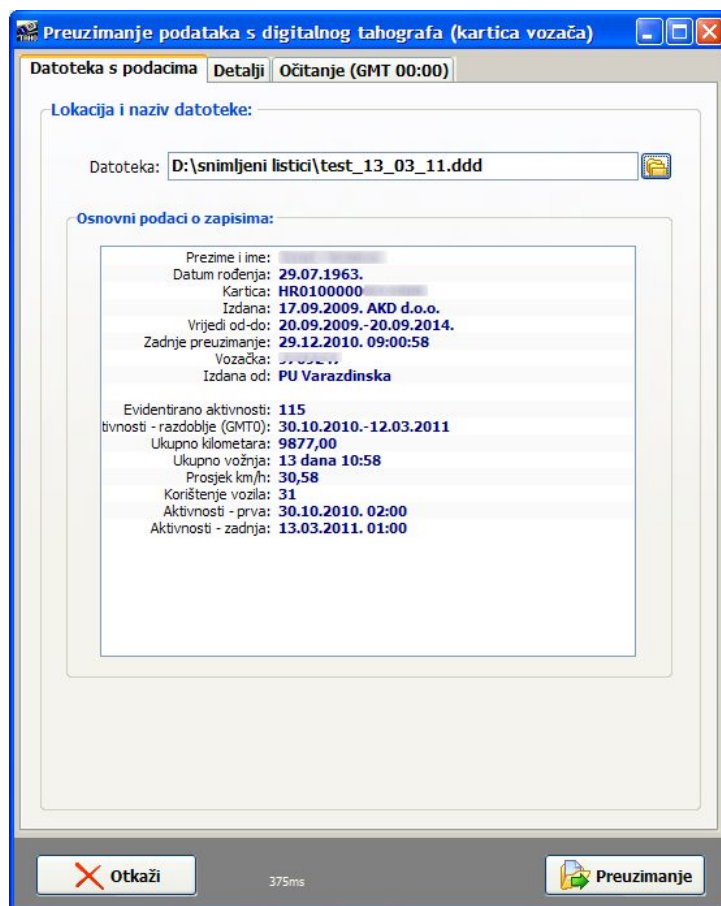 Preuzimanje podataka s digitalnog tahografa (kartica vozača)
Datoteka s podacima Detalji Očitanje (GMT 00:00)
Lokacija i naziv datoteke:
Datoteka: D:\snimljeni listici\test_13_03_11.ddd
Osnovni podaci o zapisima:
Prezime i ime:
Datum rođenja: 29.07.1963.
Kartica: HR0100000
Izdana: 17.09.2009. AKD d.o.o.
Vrijedi od-do: 20.09.2009.-20.09.2014.
Zadnje preuzimanje: 29.12.2010. 09:00:58
Vozačka:
Izdana od: PU Varazdinska
Evidentirano aktivnosti: 115
tivnosti - razdoblje (GMT0): 30.10.2010.-12.03.2011
Ukupno kilometara: 9877,00
Ukupno vožnja: 13 dana 10:58
Prosjek km/h: 30,58
Korištenje vozila: 31
Aktivnosti - prva: 30.10.2010. 02:00
Aktivnosti - zadnja: 13.03.2011. 01:00
Otkaži 375ms Preuzimanje